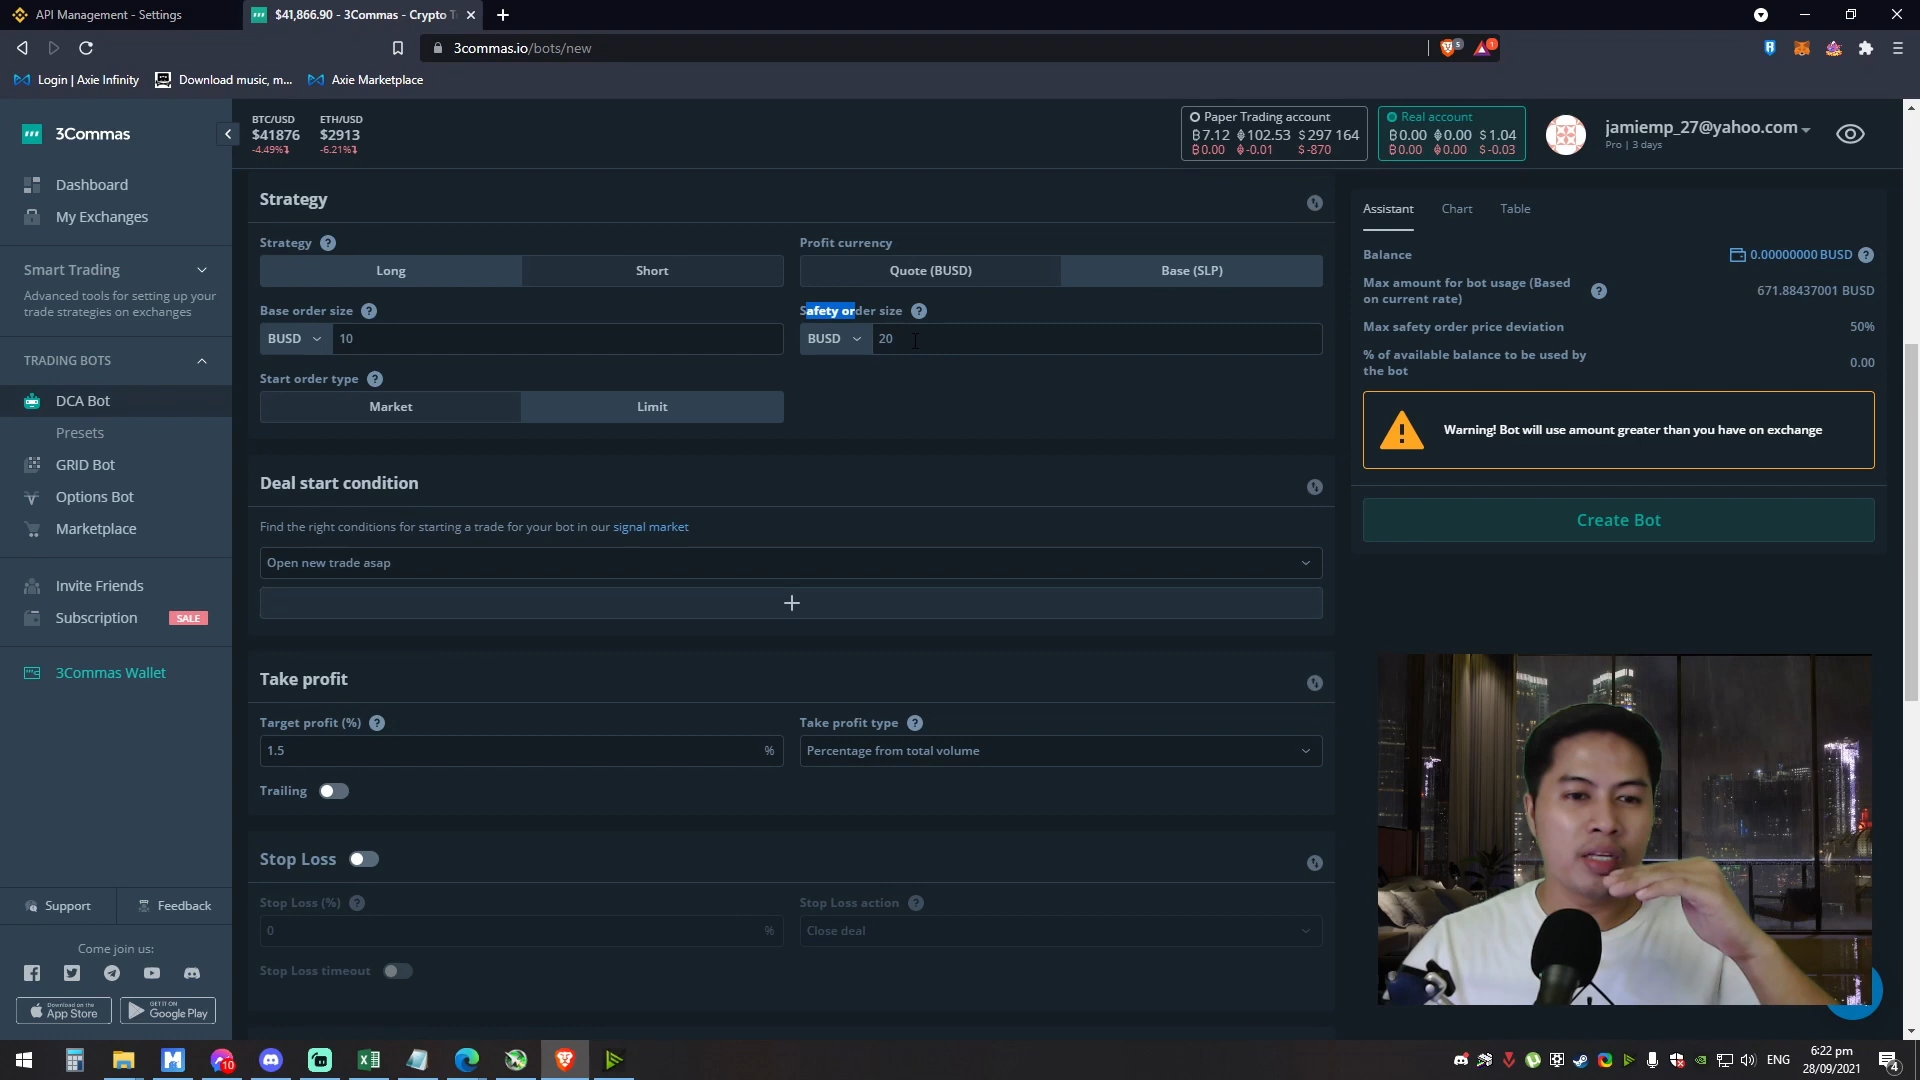 API Management - Settings
$41,866.90 - 3Commas - Crypto T
3commas.io/bots/new
5
1
Login | Axie Infinity
Download music, m...
Axie Marketplace
3Commas
BTC/USD
$41876
-4.49%
ETH/USD
$2913
-6.21%
Paper Trading account
7.12 102.53 $ 297 164
0.00 -0.01 $ -870
Real account
0.00 0.00 $ 1.04
0.00 0.00 $ -0.03
jamiemp_27@yahoo.com
Pro | 3 days
Dashboard
My Exchanges
Smart Trading
Advanced tools for setting up your
trade strategies on exchanges
TRADING BOTS
DCA Bot
Presets
GRID Bot
Options Bot
Marketplace
Invite Friends
Subscription
SALE
3Commas Wallet
Support
Feedback
Come join us:
Download on the
App Store
GET IT ON
Google Play
Strategy
Strategy ?
Long
Short
Profit currency
Quote (BUSD)
Base (SLP)
Base order size ?
BUSD
10
Safety order size ?
BUSD
20
Start order type ?
Market
Limit
Deal start condition
Find the right conditions for starting a trade for your bot in our signal market
Open new trade asap
+
Take profit
Target profit (%) ?
1.5
%
Take profit type ?
Percentage from total volume
Trailing
Stop Loss
Stop Loss (%) ?
0
%
Stop Loss action ?
Close deal
Stop Loss timeout
Assistant
Chart
Table
Balance
0.00000000 BUSD ?
Max amount for bot usage (Based
on current rate)
?
671.88437001 BUSD
Max safety order price deviation
50%
% of available balance to be used by
the bot
0.00
Warning! Bot will use amount greater than you have on exchange
Create Bot
10
ENG
6:22 pm
28/09/2021
4